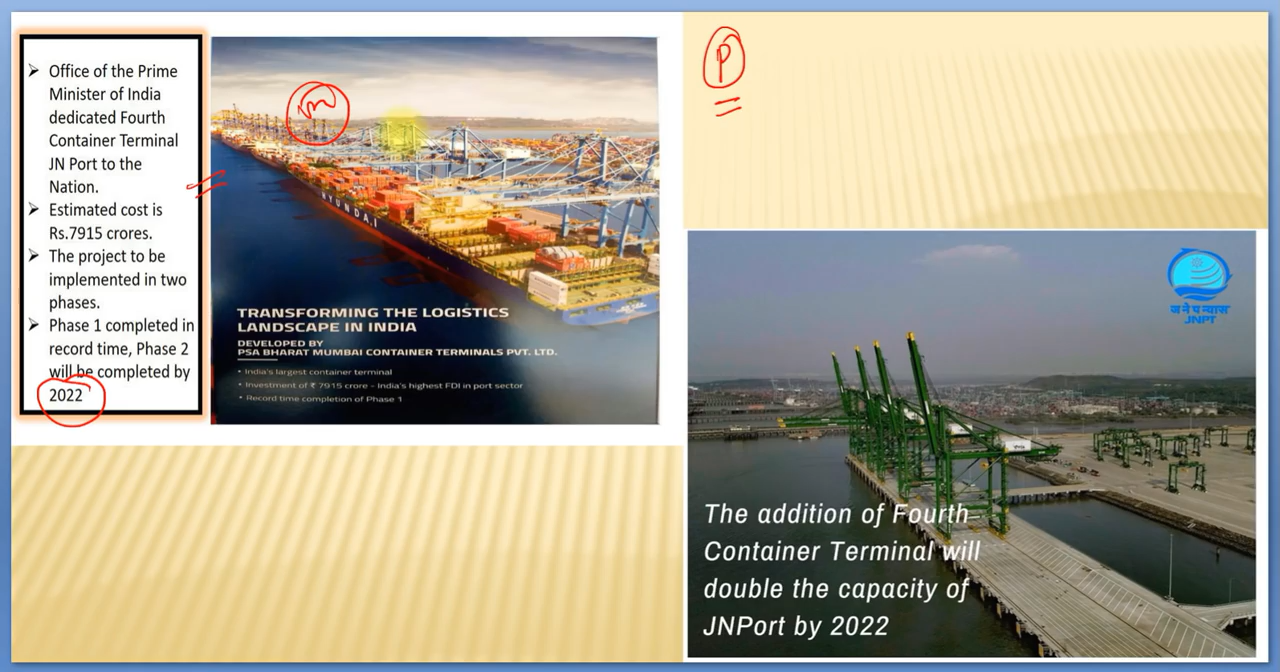 ➢ Office of the Prime
Minister of India
dedicated Fourth
Container Terminal
JN Port to the
Nation.
➢ Estimated cost is
Rs.7915 crores.
➢ The project to be
implemented in two
phases.
➢ Phase 1 completed in
record time, Phase 2
will be completed by
2022
HYUNDAI
TRANSFORMING THE LOGISTICS
LANDSCAPE IN INDIA
DEVELOPED BY
PSA BHARAT MUMBAI CONTAINER TERMINALS PVT. LTD.
• India's largest container terminal
• Investment of ₹ 7915 crore – India's highest FDI in port sector
• Record time completion of Phase 1
P
ज ने प न्यास
JNPT
The addition of Fourth
Container Terminal will
double the capacity of
JNPort by 2022